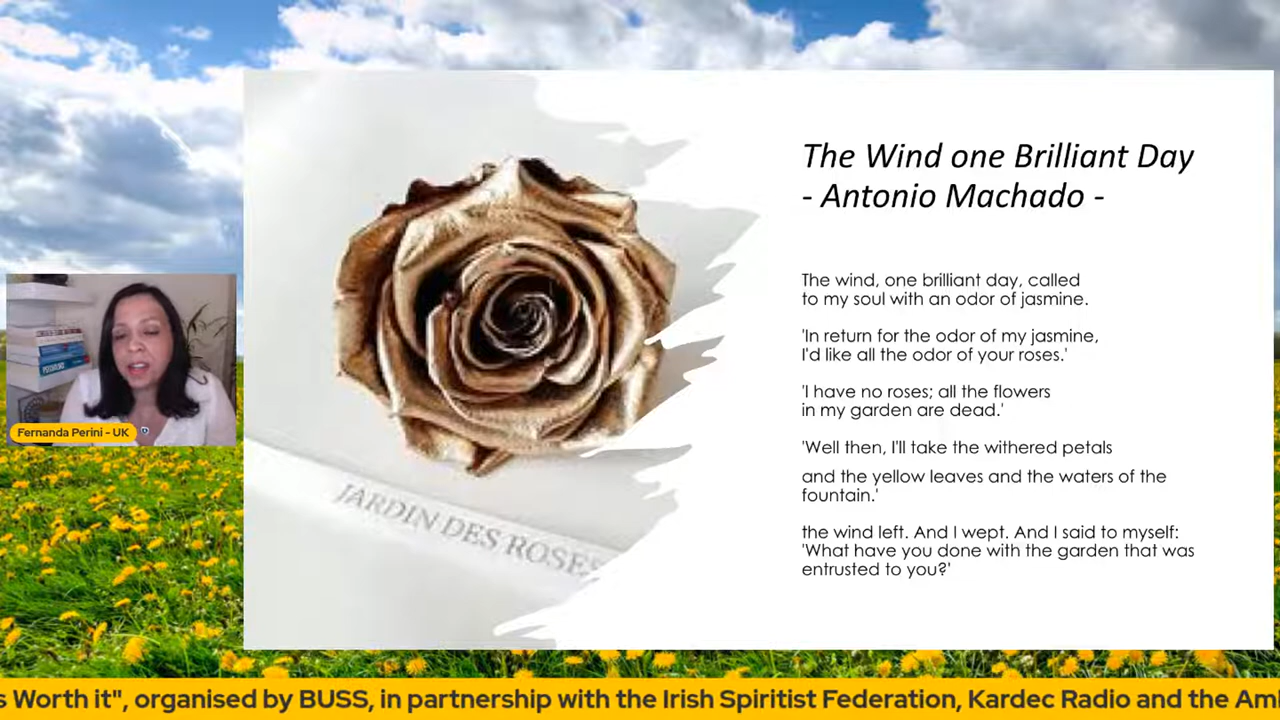 The Wind one Brilliant Day
- Antonio Machado -
The wind, one brilliant day, called
to my soul with an odor of jasmine.
'In return for the odor of my jasmine,
I'd like all the odor of your roses.'
'I have no roses; all the flowers
in my garden are dead.'
'Well then, I'll take the withered petals
and the yellow leaves and the waters of the
fountain.'
the wind left. And I wept. And I said to myself:
'What have you done with the garden that was
entrusted to you?'
JARDIN DES ROSES
Fernanda Perini - UK
s Worth it", organised by BUSS, in partnership with the Irish Spiritist Federation, Kardec Radio and the Am